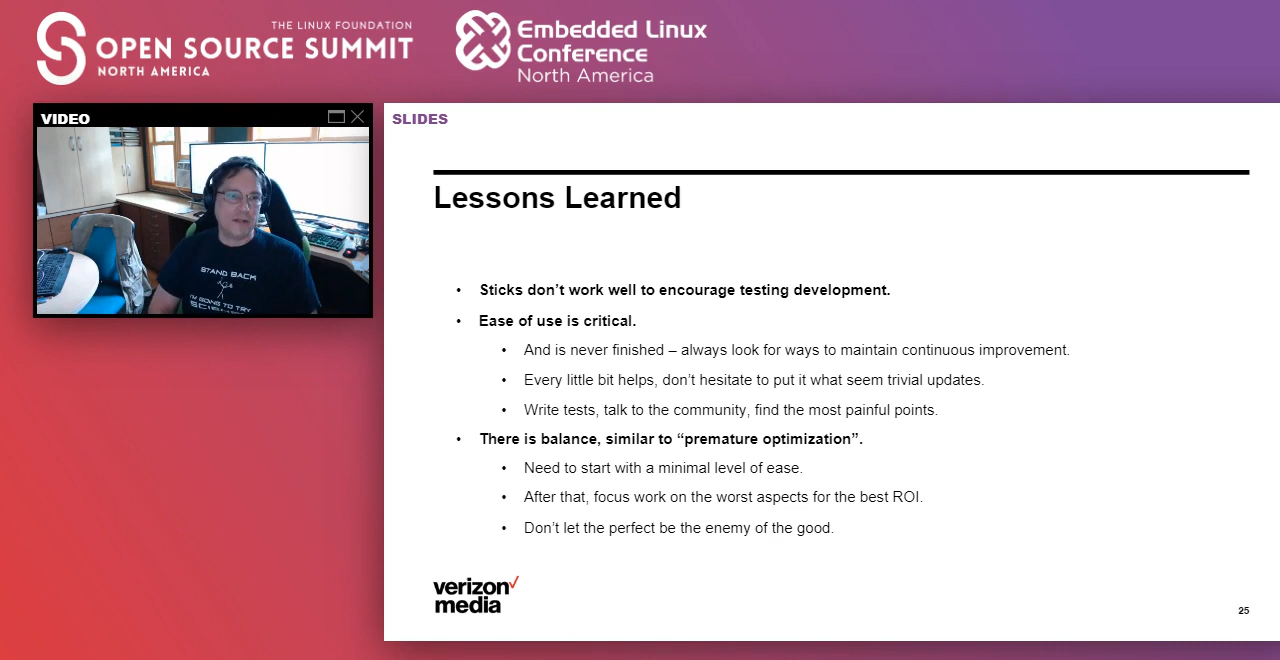 THE LINUX FOUNDATION
OPEN SOURCE SUMMIT
NORTH AMERICA
Embedded Linux
Conference
North America
VIDEO
STAND BACK
I'M GOING TO TRY
SCIENCE
SLIDES
Lessons Learned
• Sticks don’t work well to encourage testing development.
• Ease of use is critical.
• And is never finished – always look for ways to maintain continuous improvement.
• Every little bit helps, don’t hesitate to put it what seem trivial updates.
• Write tests, talk to the community, find the most painful points.
• There is balance, similar to “premature optimization”.
• Need to start with a minimal level of ease.
• After that, focus work on the worst aspects for the best ROI.
• Don’t let the perfect be the enemy of the good.
verizon✓
media
25